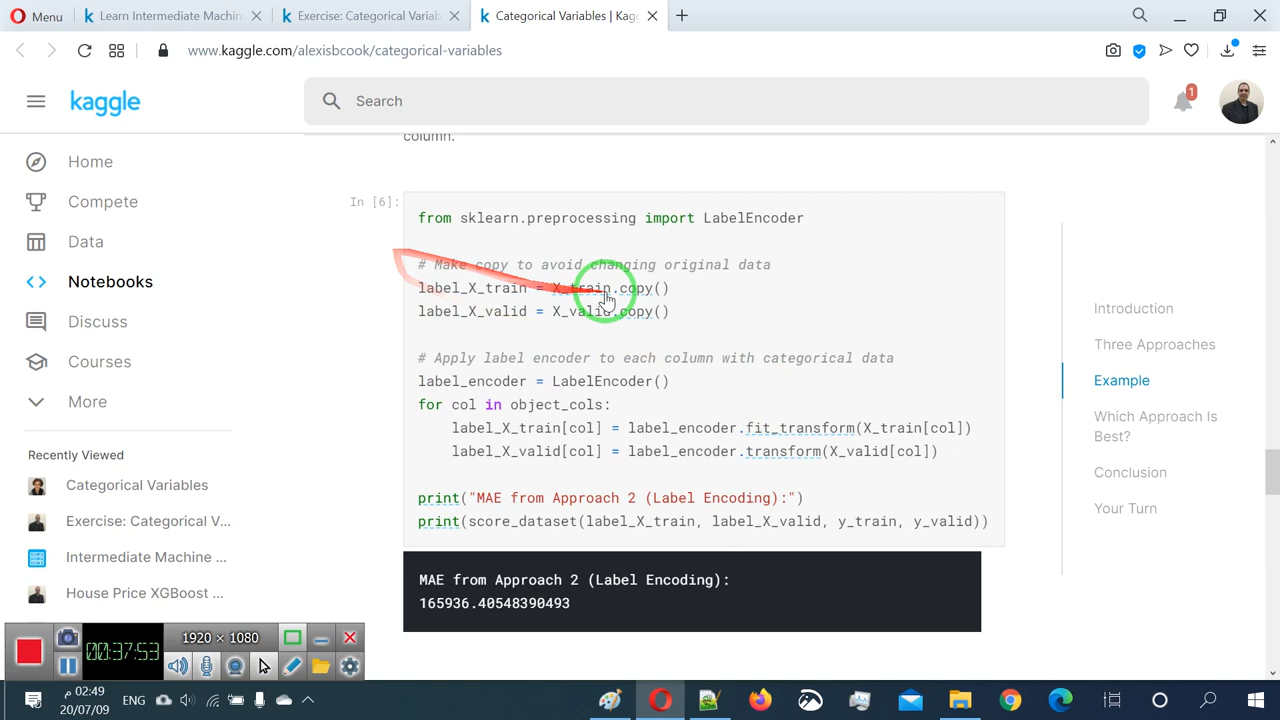 Menu
Learn Intermediate Machin
Exercise: Categorical Variab
Categorical Variables | Kagg
www.kaggle.com/alexisbcook/categorical-variables
kaggle
Search
1
column.
Home
Compete
Data
Notebooks
Discuss
Courses
More
Recently Viewed
Categorical Variables
Exercise: Categorical V...
Intermediate Machine ...
House Price XGBoost ...
In [6]:
from sklearn.preprocessing import LabelEncoder
# Make copy to avoid changing original data
label_X_train = X_train.copy()
label_X_valid = X_valid.copy()
# Apply label encoder to each column with categorical data
label_encoder = LabelEncoder()
for col in object_cols:
label_X_train[col] = label_encoder.fit_transform(X_train[col])
label_X_valid[col] = label_encoder.transform(X_valid[col])
print("MAE from Approach 2 (Label Encoding):")
print(score_dataset(label_X_train, label_X_valid, y_train, y_valid))
MAE from Approach 2 (Label Encoding):
165936.40548390493
Introduction
Three Approaches
Example
Which Approach Is
Best?
Conclusion
Your Turn
1920 × 1080
00:37:53
02:49 م
20/07/09
ENG